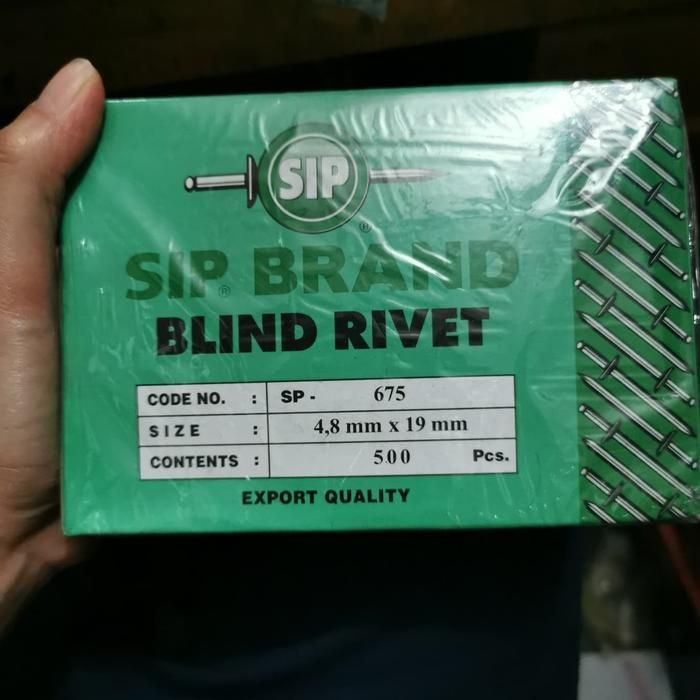 SIP
®
SIP® BRAND
BLIND RIVET
CODE NO. : SP - 675
SIZE : 4,8 mm x 19 mm
CONTENTS : 500 Pcs.
EXPORT QUALITY